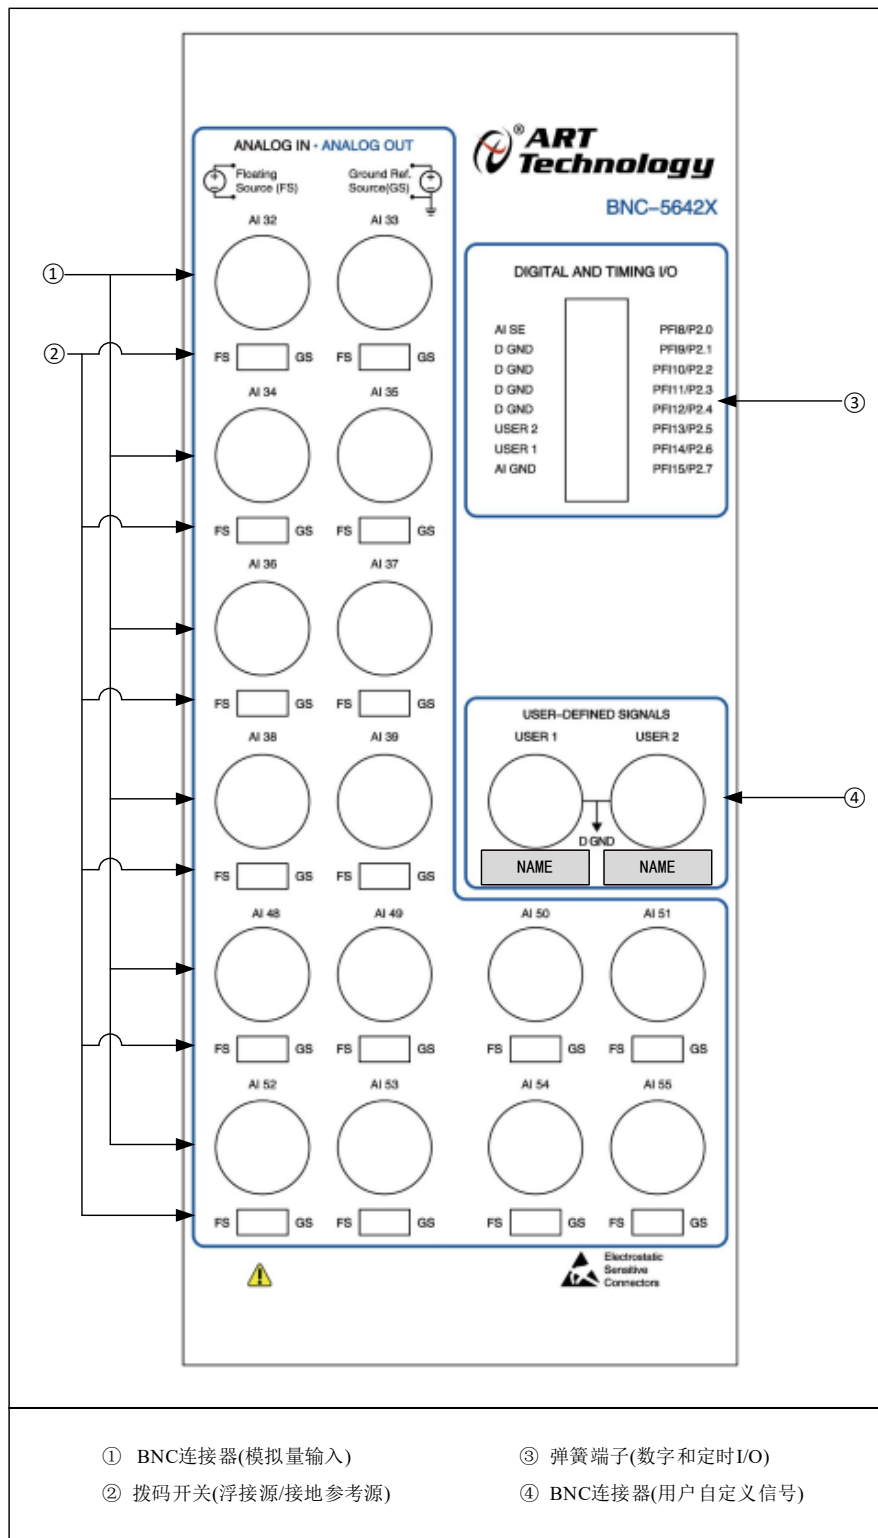 ANALOG IN • ANALOG OUT
Floating
Source (FS)
Ground Ref.
Source(GS)
®ART
Technology
BNC–5642X
AI 32 AI 33
① 
FS GS FS GS
②
AI 34 AI 35
FS GS FS GS
AI 36 AI 37
FS GS FS GS
AI 38 AI 39
FS GS FS GS
DIGITAL AND TIMING I/O
AI SE PFI8/P2.0
D GND PFI9/P2.1
D GND PFI10/P2.2
D GND PFI11/P2.3
D GND PFI12/P2.4
USER 2 PFI13/P2.5
USER 1 PFI14/P2.6
AI GND PFI15/P2.7
③
USER–DEFINED SIGNALS
USER 1 USER 2
④
D GND
NAME NAME
AI 48 AI 49 AI 50 AI 51
FS GS FS GS FS GS FS GS
AI 52 AI 53 AI 54 AI 55
FS GS FS GS FS GS FS GS
Electrostatic
Sensitive
Connectors
① BNC连接器(模拟量输入) ③ 弹簧端子(数字和定时I/O)
② 拨码开关(浮接源/接地参考源) ④ BNC连接器(用户自定义信号)